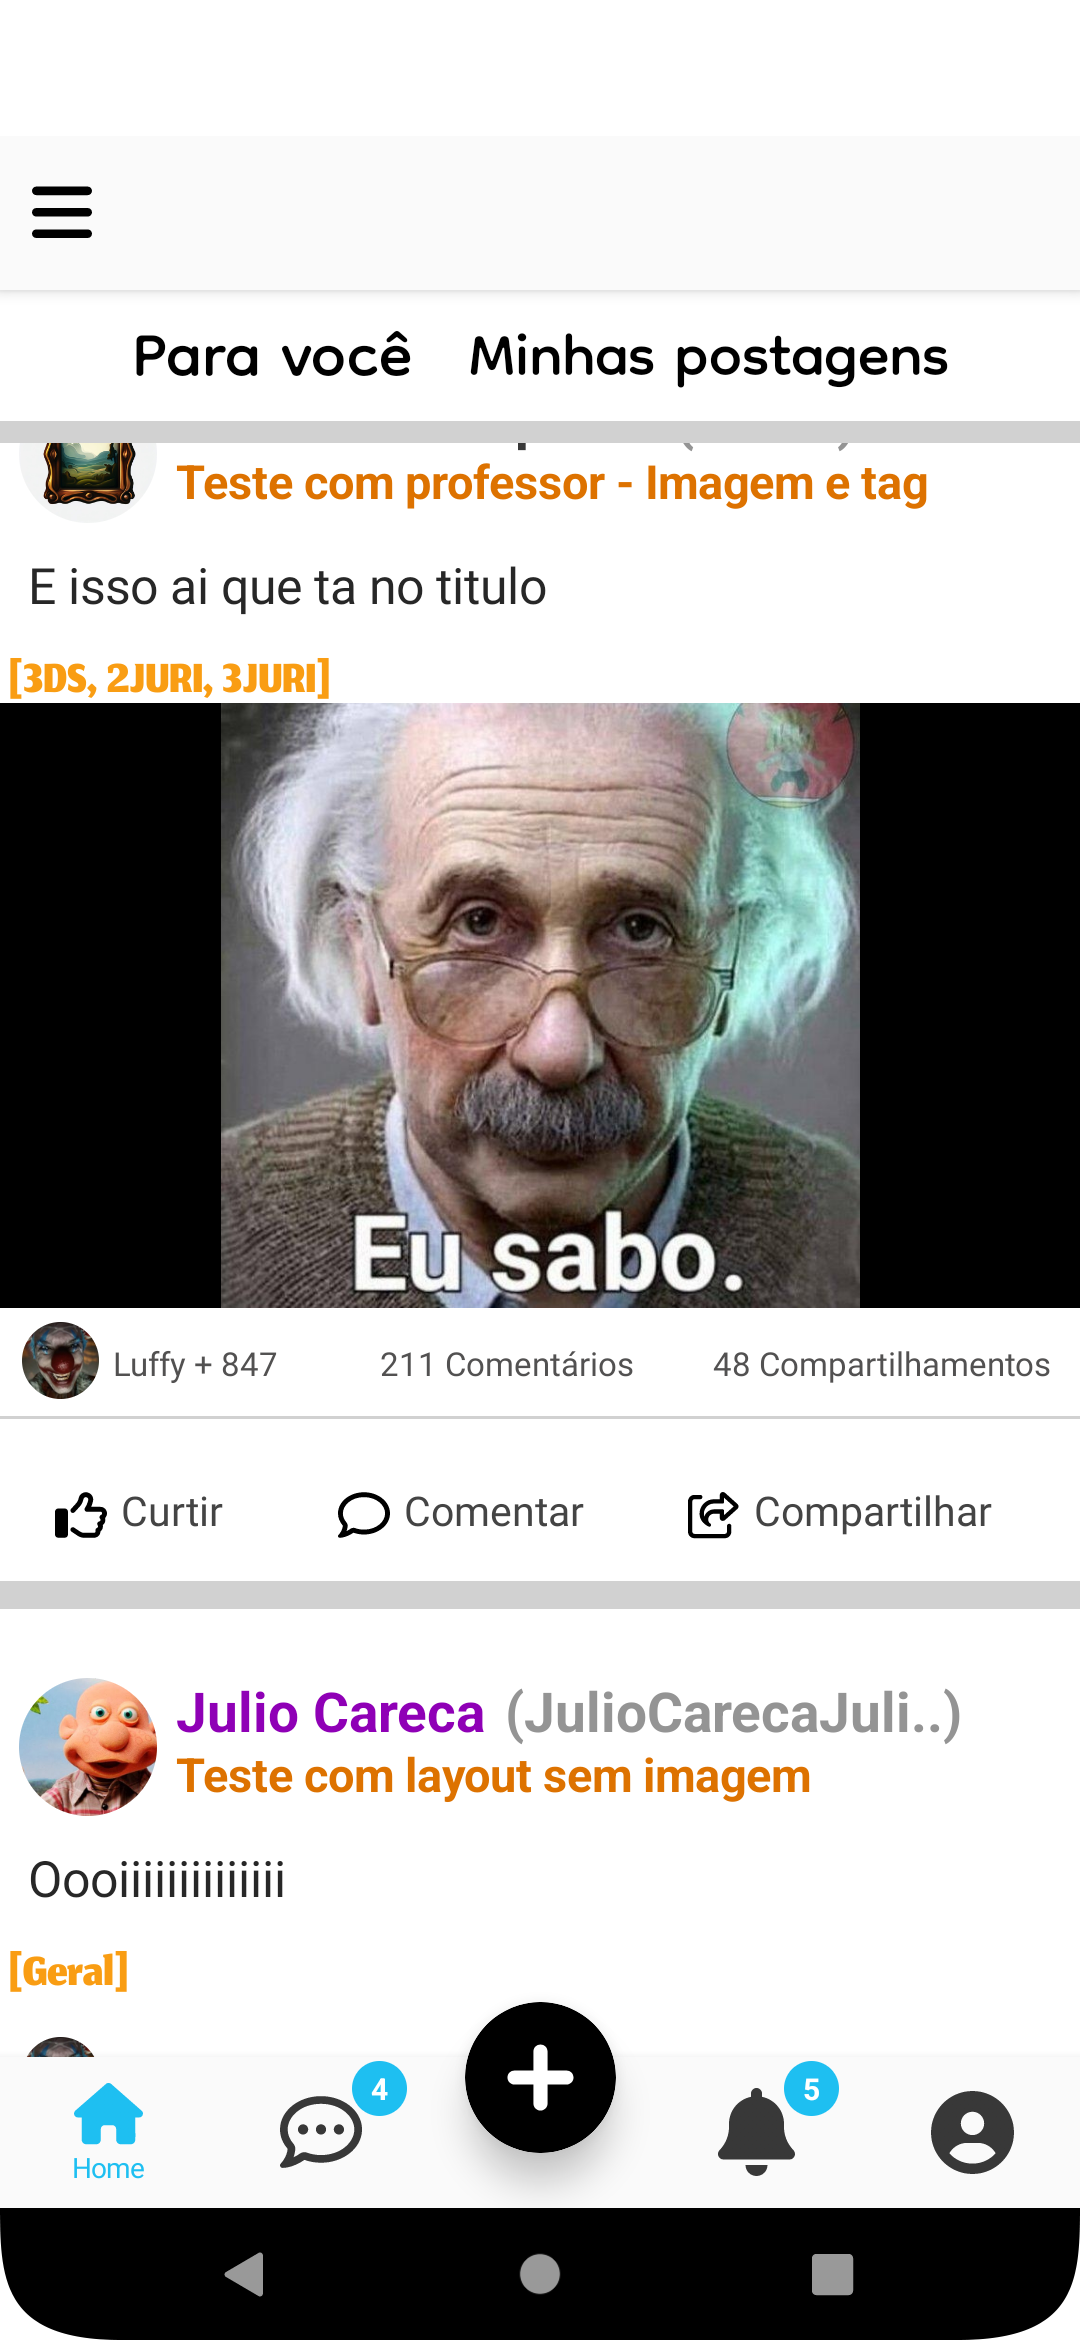 Para você Minhas postagens
Teste com professor - Imagem e tag
E isso ai que ta no titulo
[3DS, 2JURI, 3JURI]
Eu sabo.
Luffy + 847 211 Comentários 48 Compartilhamentos
Curtir Comentar Compartilhar
Julio Careca (JulioCarecaJuli..)
Teste com layout sem imagem
Oooiiiiiiiiiiiiii
[Geral]
4 5
Home